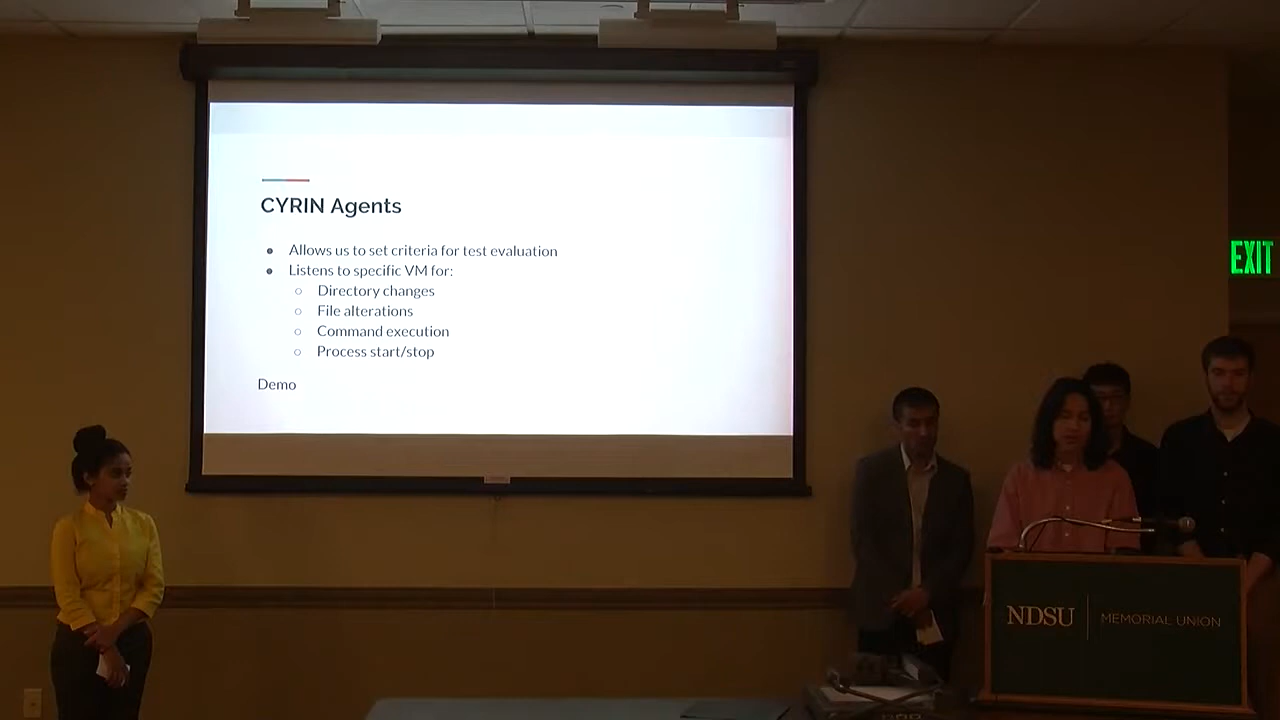 CYRIN Agents
● Allows us to set criteria for test evaluation
● Listens to specific VM for:
○ Directory changes
○ File alterations
○ Command execution
○ Process start/stop
Demo
EXIT
NDSU | MEMORIAL UNION